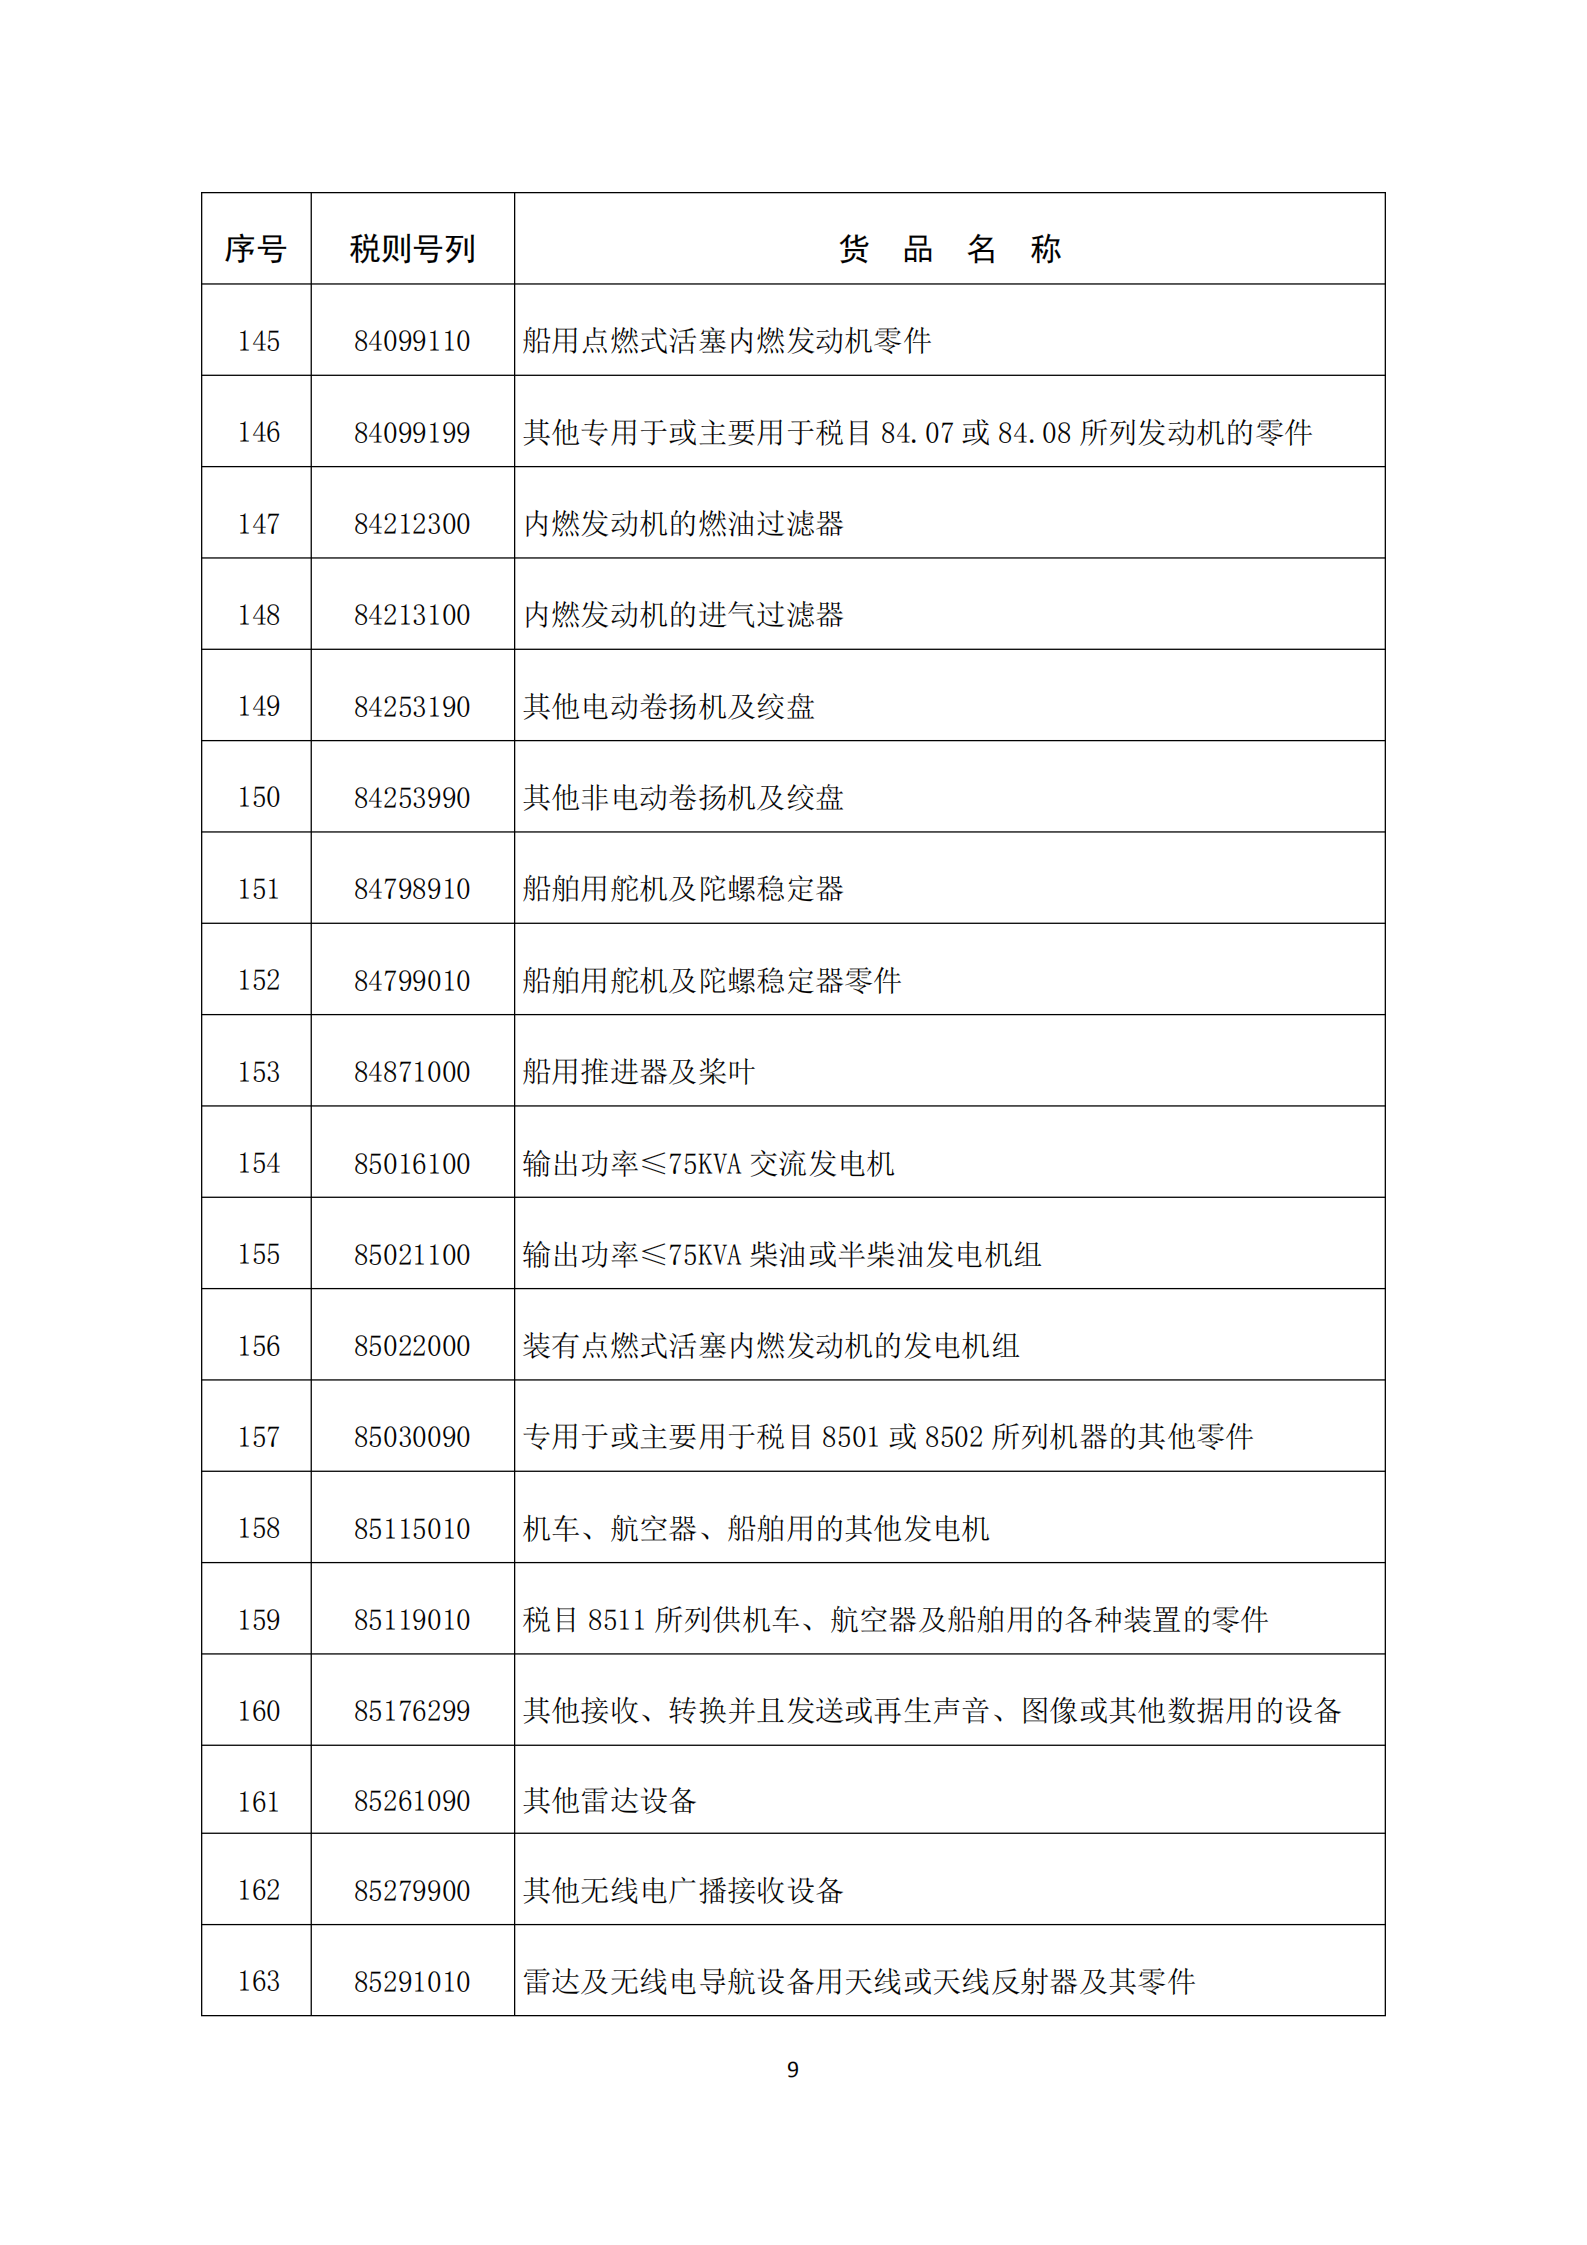 序号 税则号列 货 品 名 称
145 84099110 船用点燃式活塞内燃发动机零件
146 84099199 其他专用于或主要用于税目 84.07 或 84.08 所列发动机的零件
147 84212300 内燃发动机的燃油过滤器
148 84213100 内燃发动机的进气过滤器
149 84253190 其他电动卷扬机及绞盘
150 84253990 其他非电动卷扬机及绞盘
151 84798910 船舶用舵机及陀螺稳定器
152 84799010 船舶用舵机及陀螺稳定器零件
153 84871000 船用推进器及桨叶
154 85016100 输出功率≤75KVA 交流发电机
155 85021100 输出功率≤75KVA 柴油或半柴油发电机组
156 85022000 装有点燃式活塞内燃发动机的发电机组
157 85030090 专用于或主要用于税目 8501 或 8502 所列机器的其他零件
158 85115010 机车、航空器、船舶用的其他发电机
159 85119010 税目 8511 所列供机车、航空器及船舶用的各种装置的零件
160 85176299 其他接收、转换并且发送或再生声音、图像或其他数据用的设备
161 85261090 其他雷达设备
162 85279900 其他无线电广播接收设备
163 85291010 雷达及无线电导航设备用天线或天线反射器及其零件
9